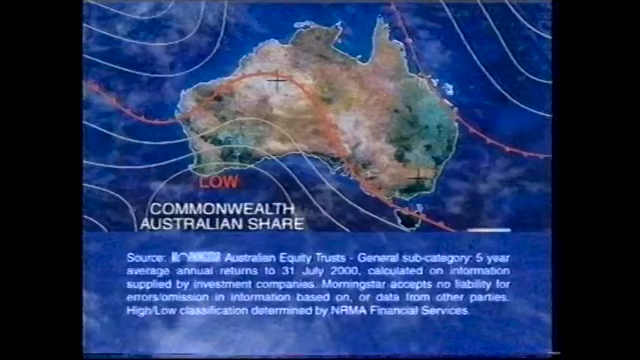 LOW
COMMONWEALTH
AUSTRALIAN SHARE
Source: Australian Equity Trusts - General sub-category: 5 year
average annual returns to 31 July 2000, calculated on information
supplied by investment companies. Morningstar accepts no liability for
errors/omission in information based on, or data from other parties.
High/Low classification determined by NRMA Financial Services.